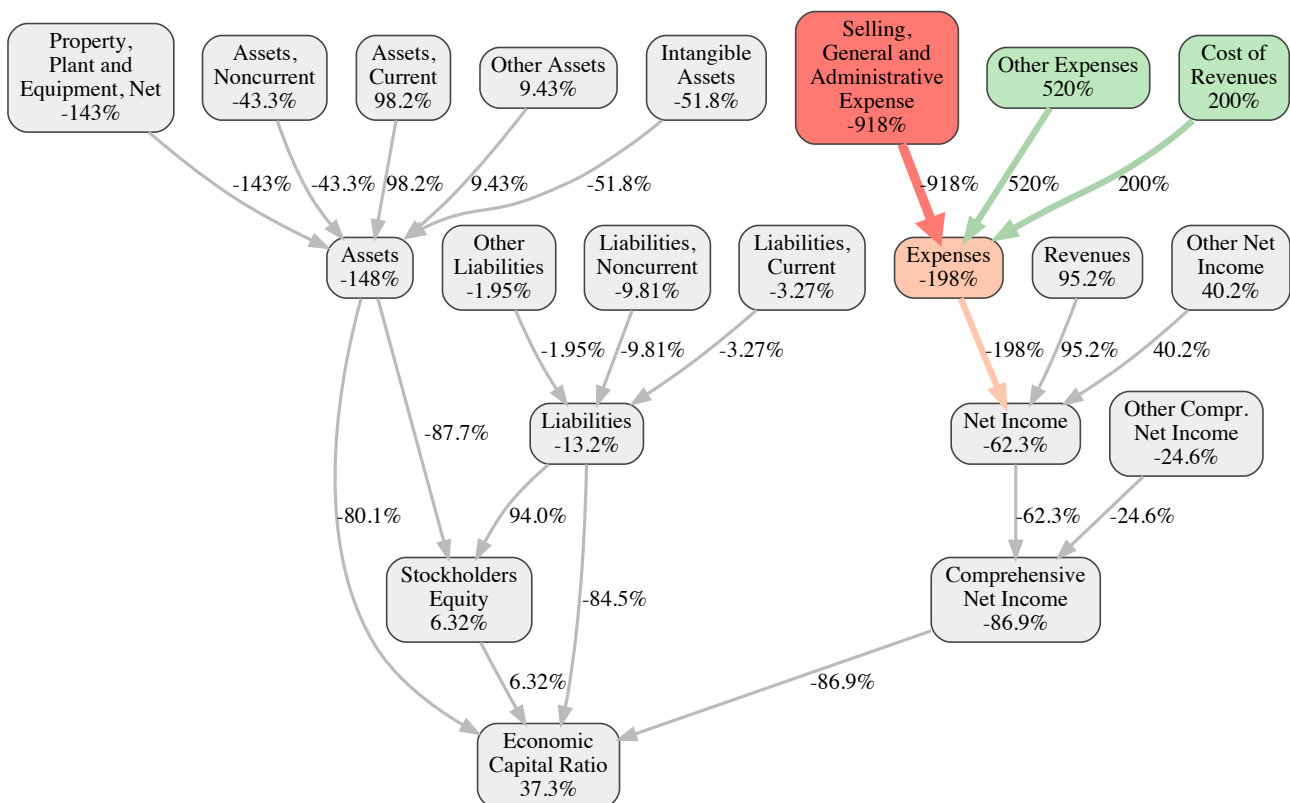 Property,
Plant and
Equipment, Net
-143%
Assets,
Noncurrent
-43.3%
Assets,
Current
98.2%
Other Assets
9.43%
Intangible
Assets
-51.8%
Selling,
General and
Administrative
Expense
-918%
Other Expenses
520%
Cost of
Revenues
200%
-143%
-43.3%
98.2%
9.43%
-51.8%
-918%
520%
200%
Assets
-148%
Other
Liabilities
-1.95%
Liabilities,
Noncurrent
-9.81%
Liabilities,
Current
-3.27%
Expenses
-198%
Revenues
95.2%
Other Net
Income
40.2%
-1.95%
-9.81%
-3.27%
-198%
95.2%
40.2%
Liabilities
-13.2%
Net Income
-62.3%
Other Compr.
Net Income
-24.6%
-87.7%
-80.1%
94.0%
-62.3%
-24.6%
Stockholders
Equity
6.32%
-84.5%
Comprehensive
Net Income
-86.9%
6.32%
-86.9%
Economic
Capital Ratio
37.3%